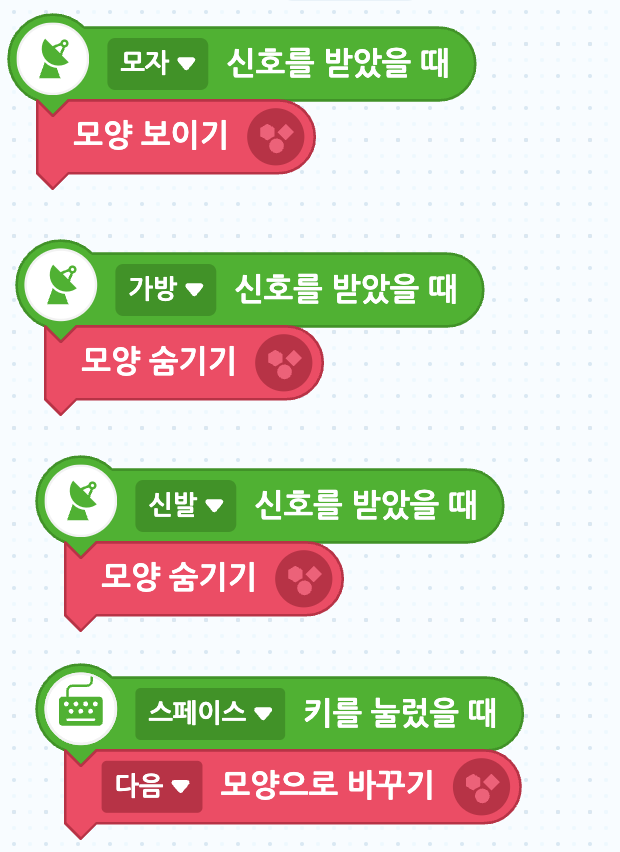 모자 신호를 받았을 때
모양 보이기
가방 신호를 받았을 때
모양 숨기기
신발 신호를 받았을 때
모양 숨기기
스페이스 키를 눌렀을 때
다음 모양으로 바꾸기